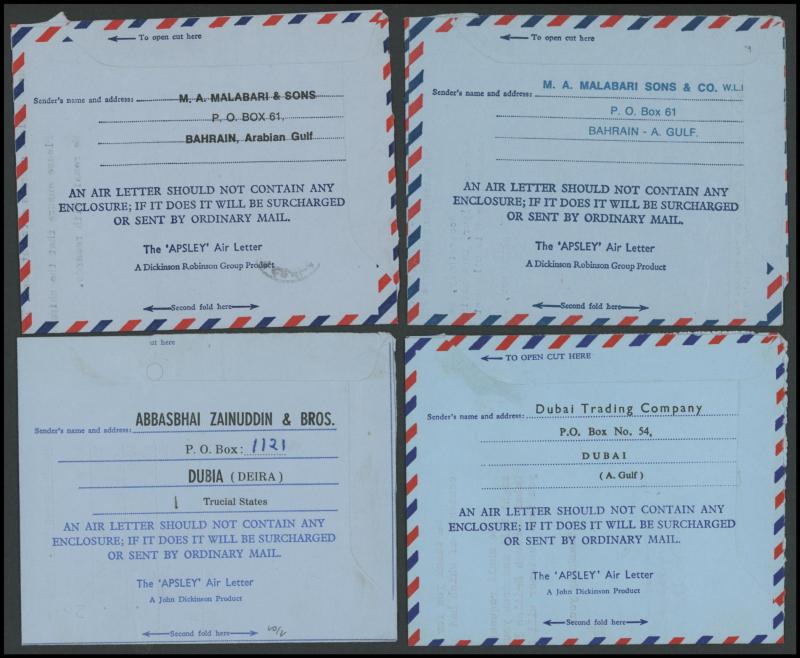 To open cut here
Sender's name and address: M. A. MALABARI & SONS
P. O. BOX 61,
BAHRAIN, Arabian Gulf
AN AIR LETTER SHOULD NOT CONTAIN ANY
ENCLOSURE; IF IT DOES IT WILL BE SURCHARGED
OR SENT BY ORDINARY MAIL.
The 'APSLEY' Air Letter
A Dickinson Robinson Group Product
Second fold here
To open cut here
Sender's name and address: M. A. MALABARI SONS & CO. W.L.
P. O. Box 61
BAHRAIN - A. GULF.
AN AIR LETTER SHOULD NOT CONTAIN ANY
ENCLOSURE; IF IT DOES IT WILL BE SURCHARGED
OR SENT BY ORDINARY MAIL.
The 'APSLEY' Air Letter
A Dickinson Robinson Group Product
Second fold here
ut here
Sender's name and address: ABBASBHAI ZAINUDDIN & BROS.
P. O. Box: 1121
DUBIA (DEIRA)
Trucial States
AN AIR LETTER SHOULD NOT CONTAIN ANY
ENCLOSURE; IF IT DOES IT WILL BE SURCHARGED
OR SENT BY ORDINARY MAIL.
The 'APSLEY' Air Letter
A John Dickinson Product
Second fold here
TO OPEN CUT HERE
Sender's name and address: Dubai Trading Company
P.O. Box No. 54,
DUBAI
(A. Gulf)
AN AIR LETTER SHOULD NOT CONTAIN ANY
ENCLOSURE; IF IT DOES IT WILL BE SURCHARGED
OR SENT BY ORDINARY MAIL.
The 'APSLEY' Air Letter
A John Dickinson Product
Second fold here